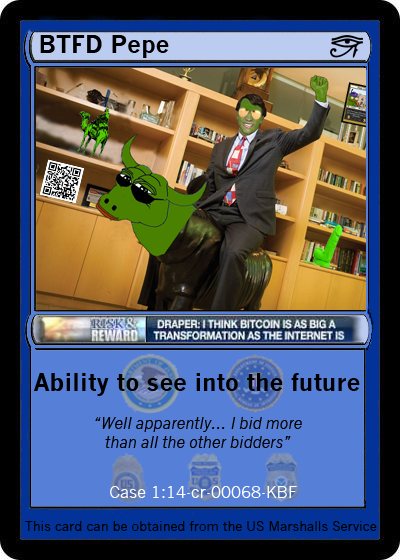 BTFD Pepe
RISK&
REWARD
DRAPER: I THINK BITCOIN IS AS BIG A
TRANSFORMATION AS THE INTERNET IS
Ability to see into the future
“Well apparently... I bid more
than all the other bidders”
Case 1:14-cr-00068-KBF
This card can be obtained from the US Marshalls Service